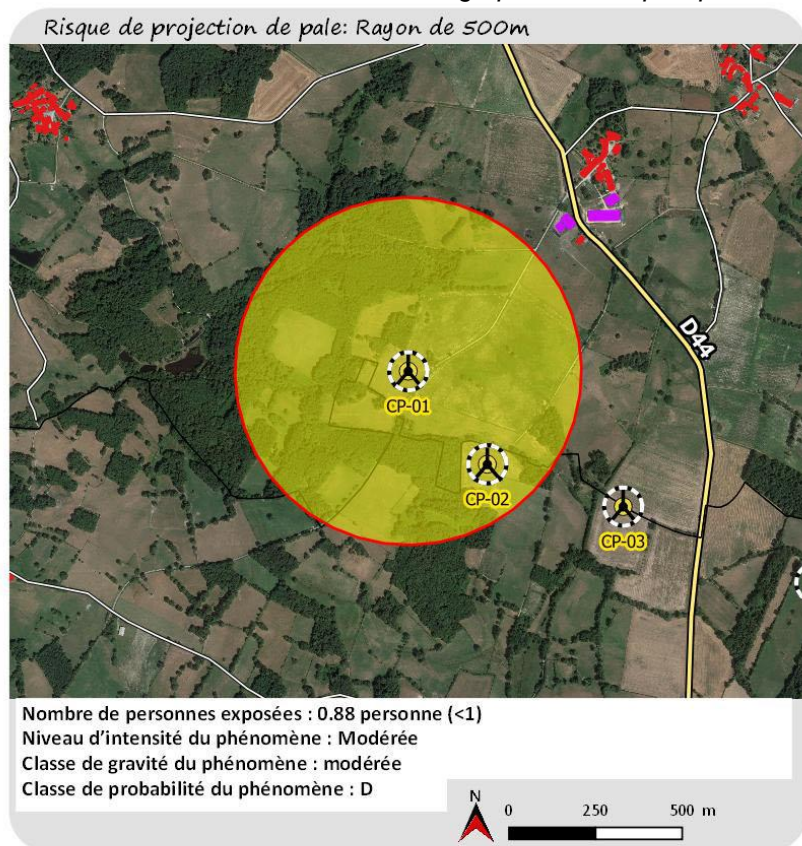 Risque de projection de pale: Rayon de 500m
D44
CP-01
CP-02
CP-03
Nombre de personnes exposées : 0.88 personne (<1)
Niveau d'intensité du phénomène : Modérée
Classe de gravité du phénomène : modérée
Classe de probabilité du phénomène : D
N
0 250 500 m